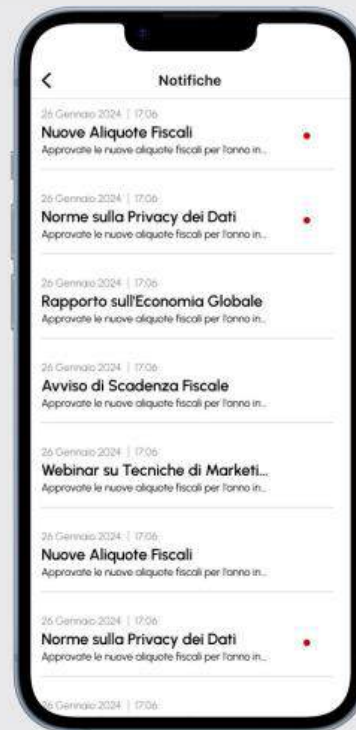 Notifiche
26 Gennaio 2024 | 17:06
Nuove Aliquote Fiscali
Approvate le nuove aliquote fiscali per l'anno in...
26 Gennaio 2024 | 17:06
Norme sulla Privacy dei Dati
Approvate le nuove aliquote fiscali per l'anno in...
26 Gennaio 2024 | 17:06
Rapporto sull'Economia Globale
Approvate le nuove aliquote fiscali per l'anno in...
26 Gennaio 2024 | 17:06
Avviso di Scadenza Fiscale
Approvate le nuove aliquote fiscali per l'anno in...
26 Gennaio 2024 | 17:06
Webinar su Tecniche di Marketi...
Approvate le nuove aliquote fiscali per l'anno in...
26 Gennaio 2024 | 17:06
Nuove Aliquote Fiscali
Approvate le nuove aliquote fiscali per l'anno in...
26 Gennaio 2024 | 17:06
Norme sulla Privacy dei Dati
Approvate le nuove aliquote fiscali per l'anno in...
26 Gennaio 2024 | 17:06